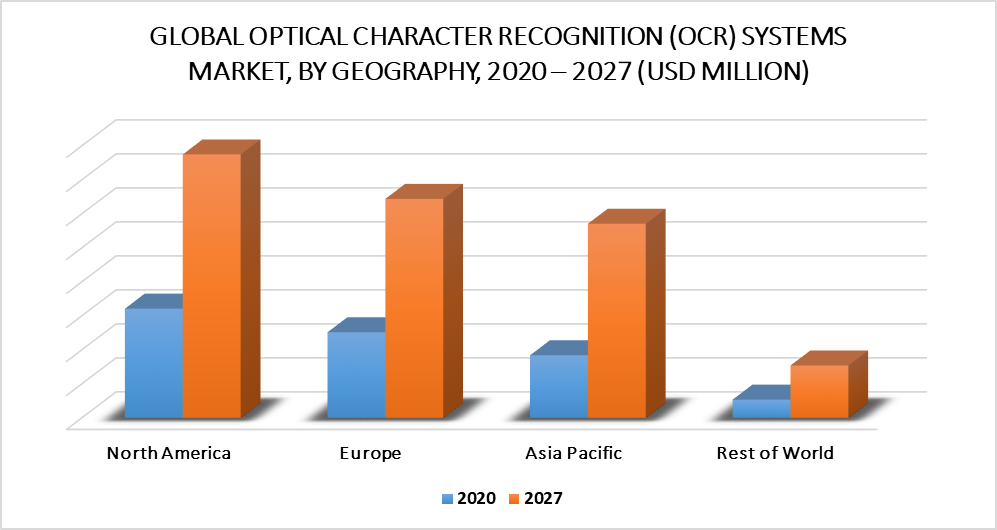 GLOBAL OPTICAL CHARACTER RECOGNITION (OCR) SYSTEMS
MARKET, BY GEOGRAPHY, 2020 – 2027 (USD MILLION)
North America
Europe
Asia Pacific
Rest of World
2020
2027